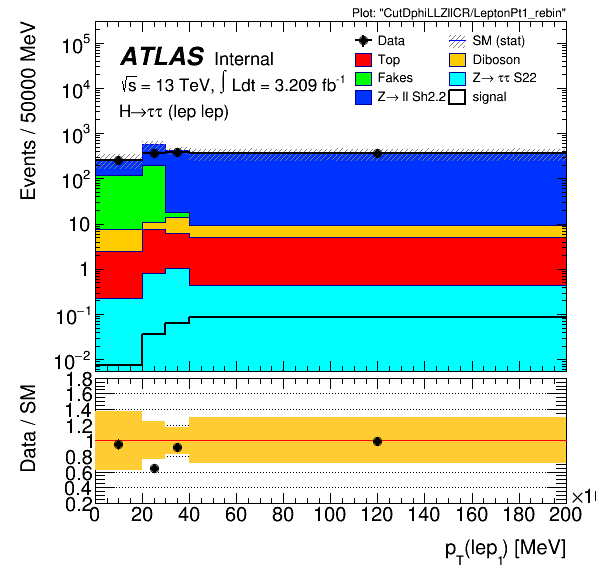 Plot: "CutDphiLLZllCR/LeptonPt1_rebin"
Events / 50000 MeV
ATLAS Internal
√s = 13 TeV, ∫ Ldt = 3.209 fb⁻¹
H→ττ (lep lep)
Data
SM (stat)
Top
Diboson
Fakes
Z→ ττ S22
Z→ ll Sh2.2
signal
10⁵
10⁴
10³
10²
10
1
10⁻¹
10⁻²
Data / SM
1.8
1.6
1.4
1.2
1
0.8
0.6
0.4
0.2
0 20 40 60 80 100 120 140 160 180 200
×10
p_T(lep₁) [MeV]